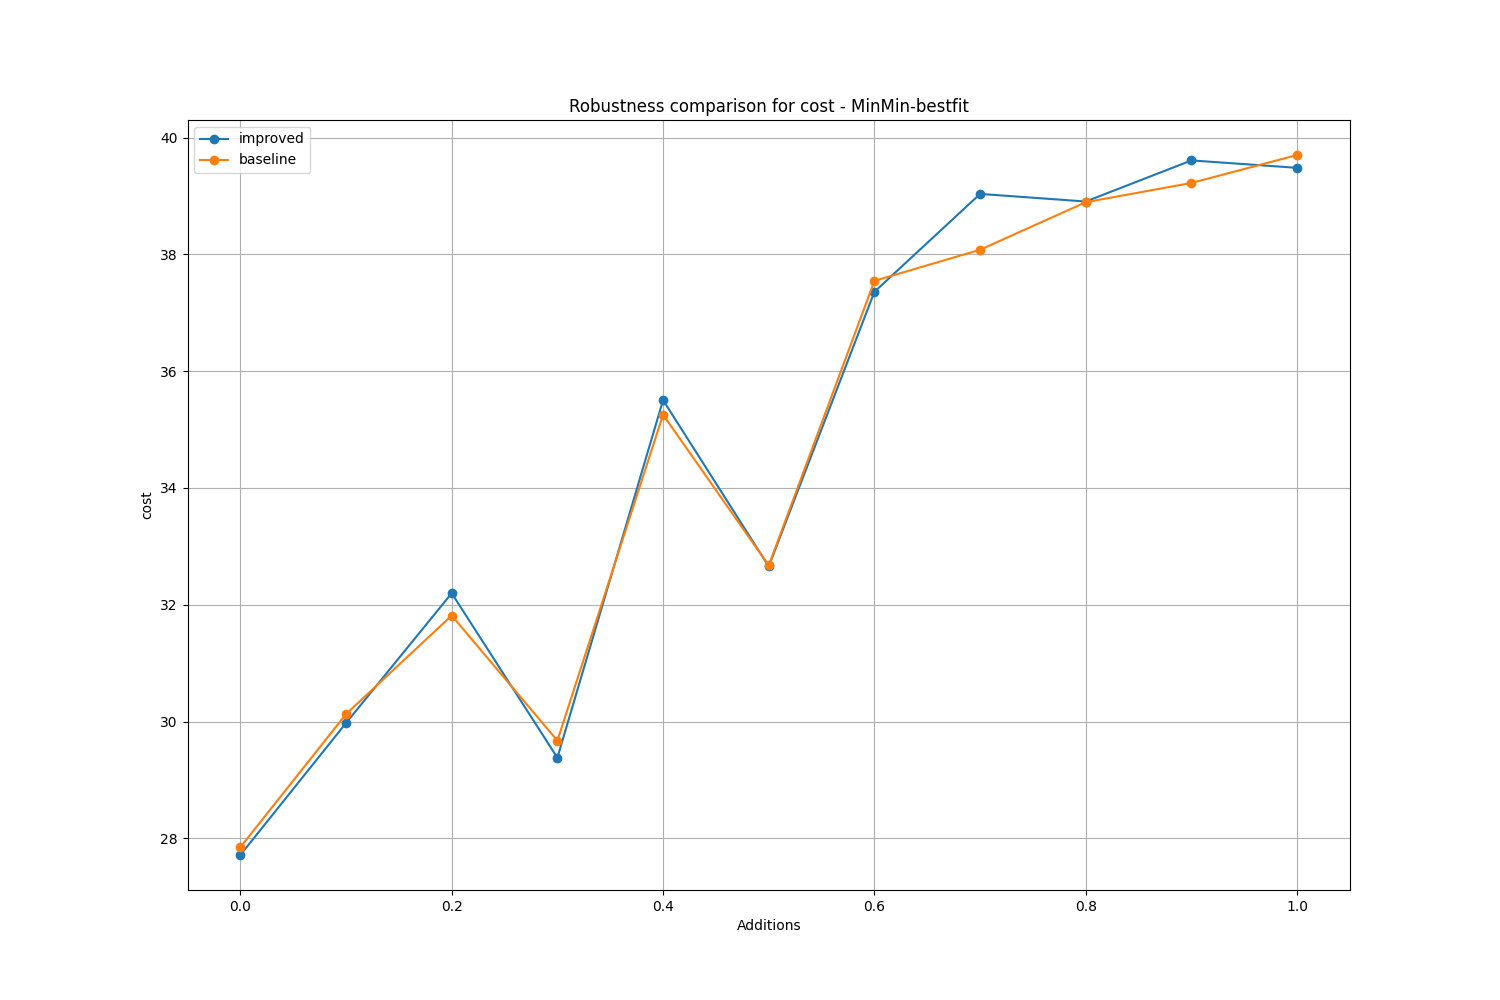 Robustness comparison for cost - MinMin-bestfit
improved
baseline
40
38
36
34
32
30
28
cost
0.0 0.2 0.4 0.6 0.8 1.0
Additions